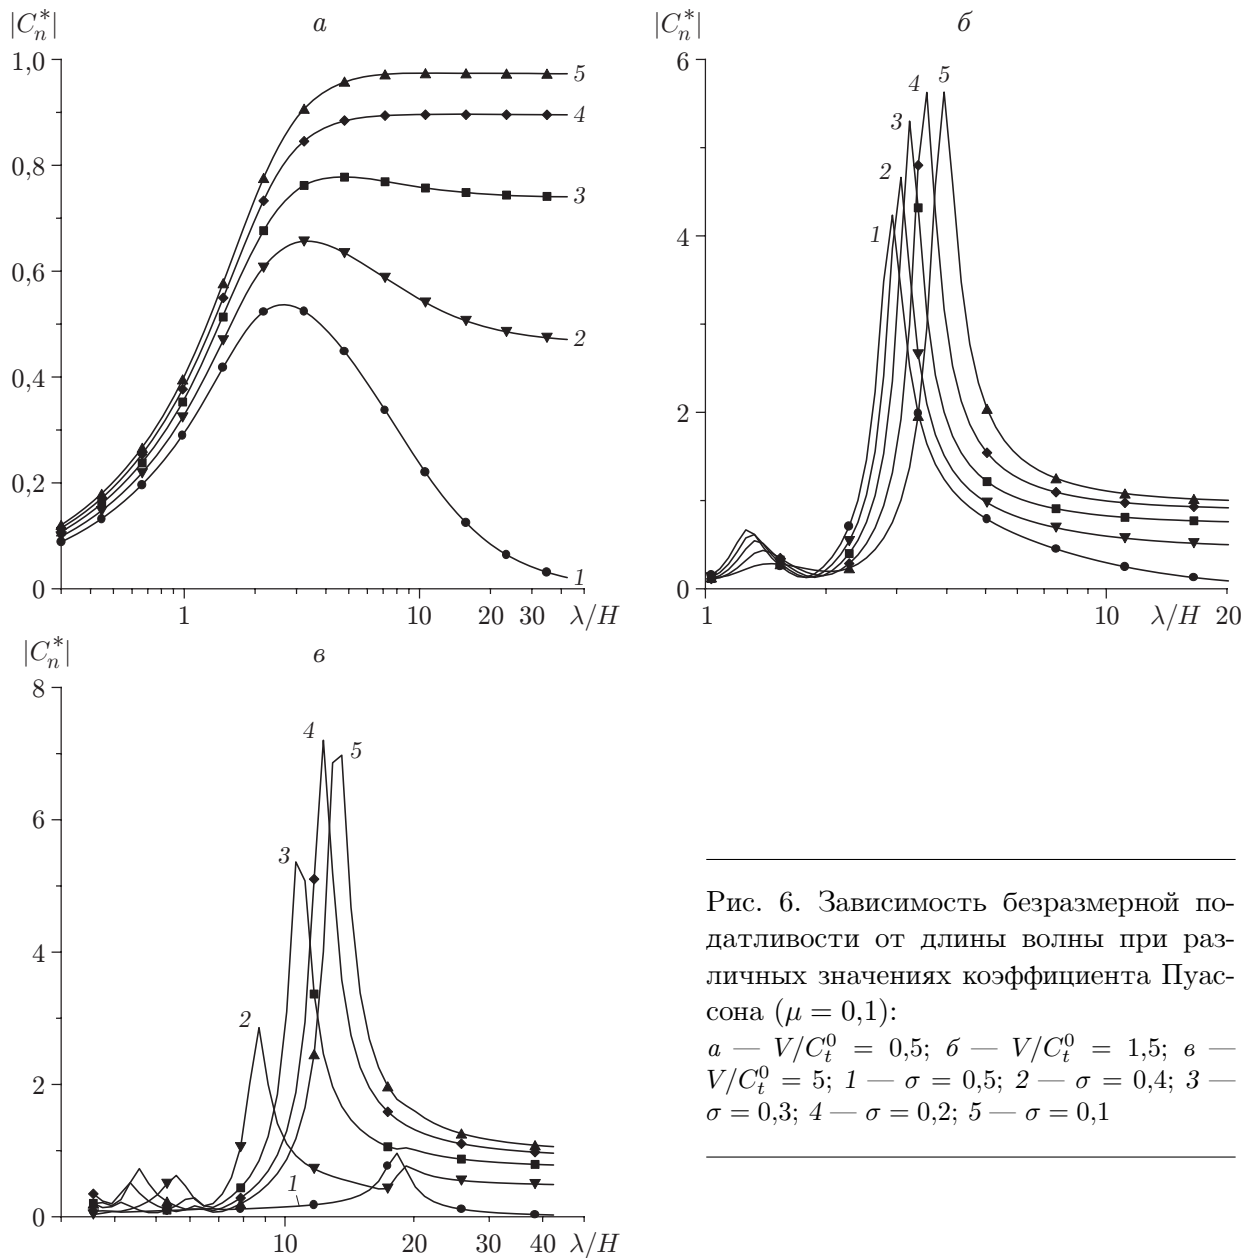 |C_n^*| а
1,0
0,8
0,6
0,4
0,2
0
1 10 20 30 λ/H
5
4
3
2
1
|C_n^*| б
6
4
2
0
1 10 λ/H 20
1 2 3 4 5
|C_n^*| в
8
6
4
2
0
10 20 30 40 λ/H
4 5
3
2
1
Рис. 6. Зависимость безразмерной по-
датливости от длины волны при раз-
личных значениях коэффициента Пуас-
сона (μ = 0,1):
а — V/C_t^0 = 0,5; б — V/C_t^0 = 1,5; в —
V/C_t^0 = 5; 1 — σ = 0,5; 2 — σ = 0,4; 3 —
σ = 0,3; 4 — σ = 0,2; 5 — σ = 0,1